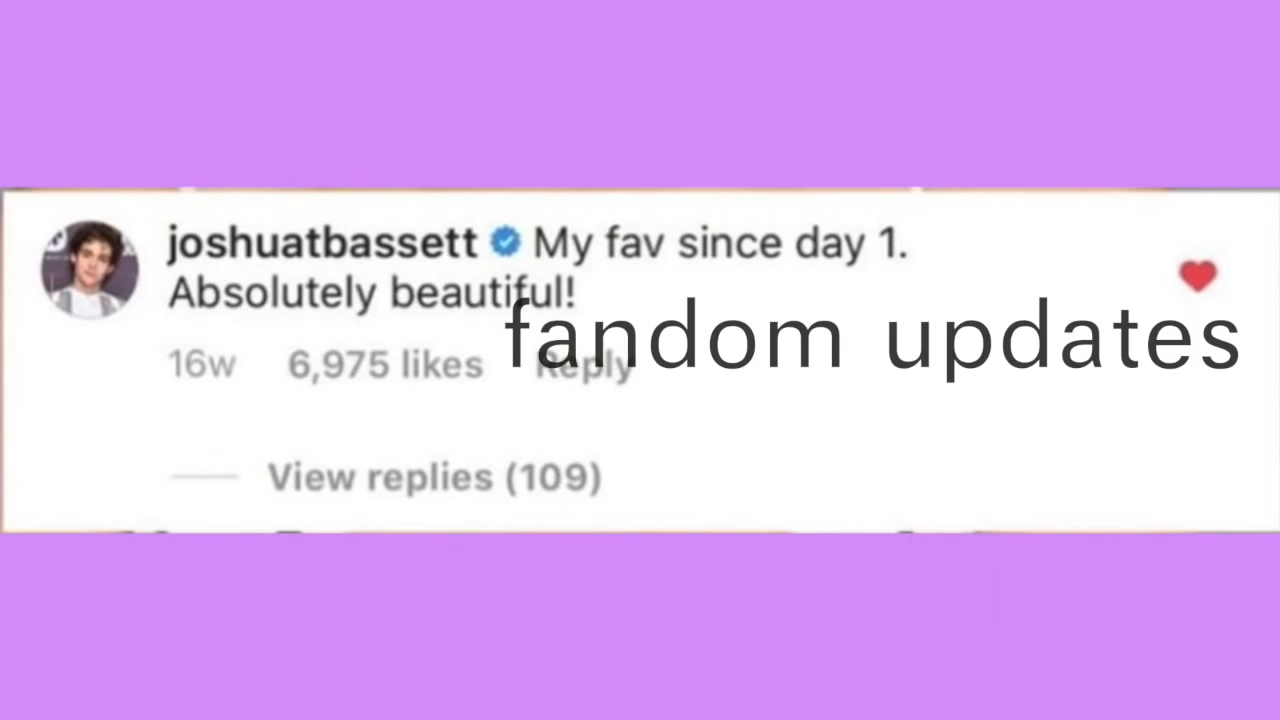 joshuatbassett My fav since day 1.
Absolutely beautiful!
fandom updates
16w 6,975 likes Reply
View replies (109)